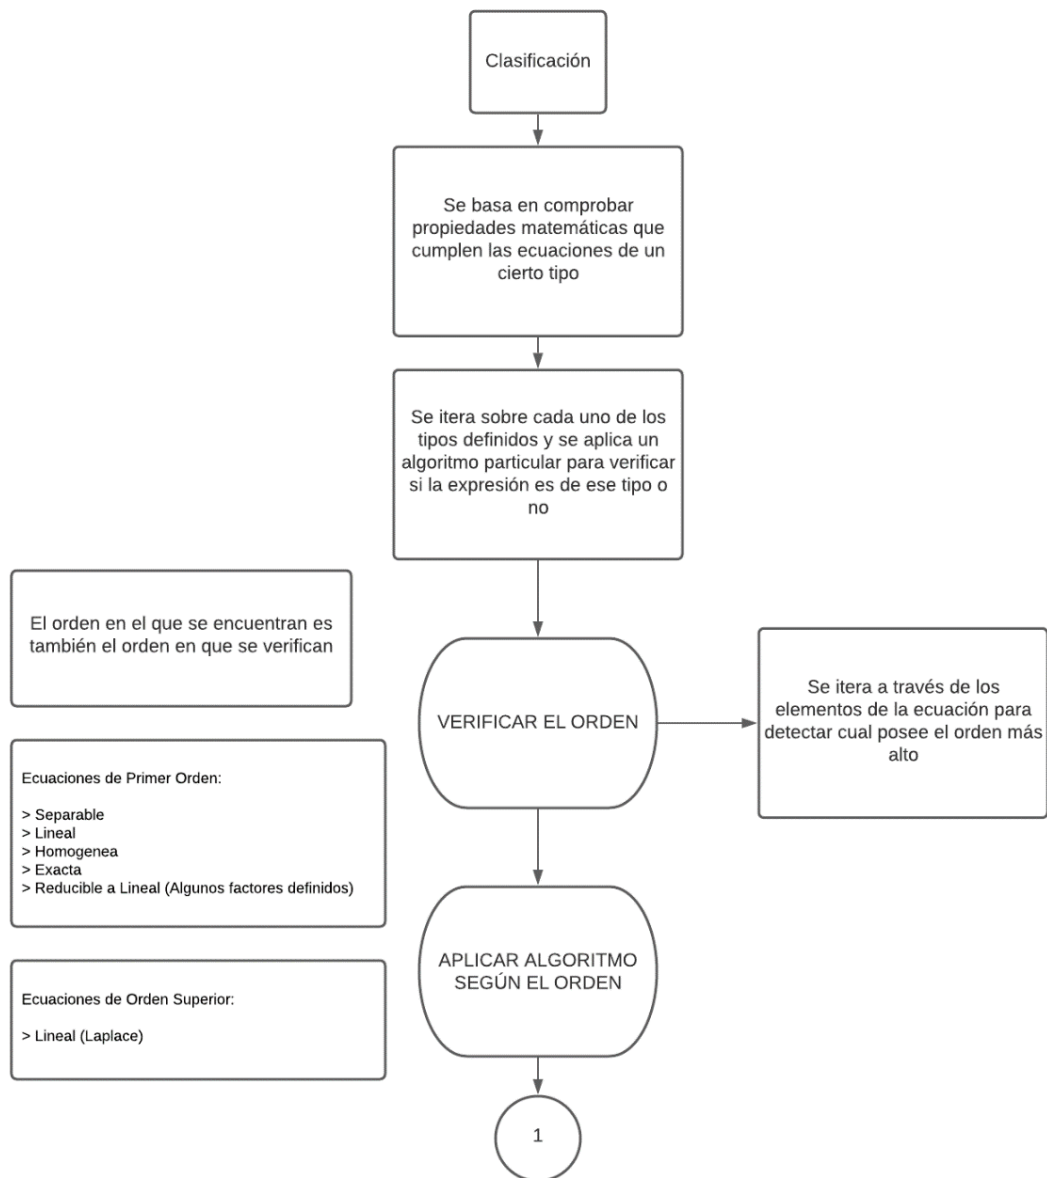 Clasificación
Se basa en comprobar
propiedades matemáticas que
cumplen las ecuaciones de un
cierto tipo
Se itera sobre cada uno de los
tipos definidos y se aplica un
algoritmo particular para verificar
si la expresión es de ese tipo o
no
El orden en el que se encuentran es
también el orden en que se verifican
VERIFICAR EL ORDEN
Se itera a través de los
elementos de la ecuación para
detectar cual posee el orden más
alto
Ecuaciones de Primer Orden:
> Separable
> Lineal
> Homogenea
> Exacta
> Reducible a Lineal (Algunos factores definidos)
APLICAR ALGORITMO
SEGÚN EL ORDEN
Ecuaciones de Orden Superior:
> Lineal (Laplace)
1